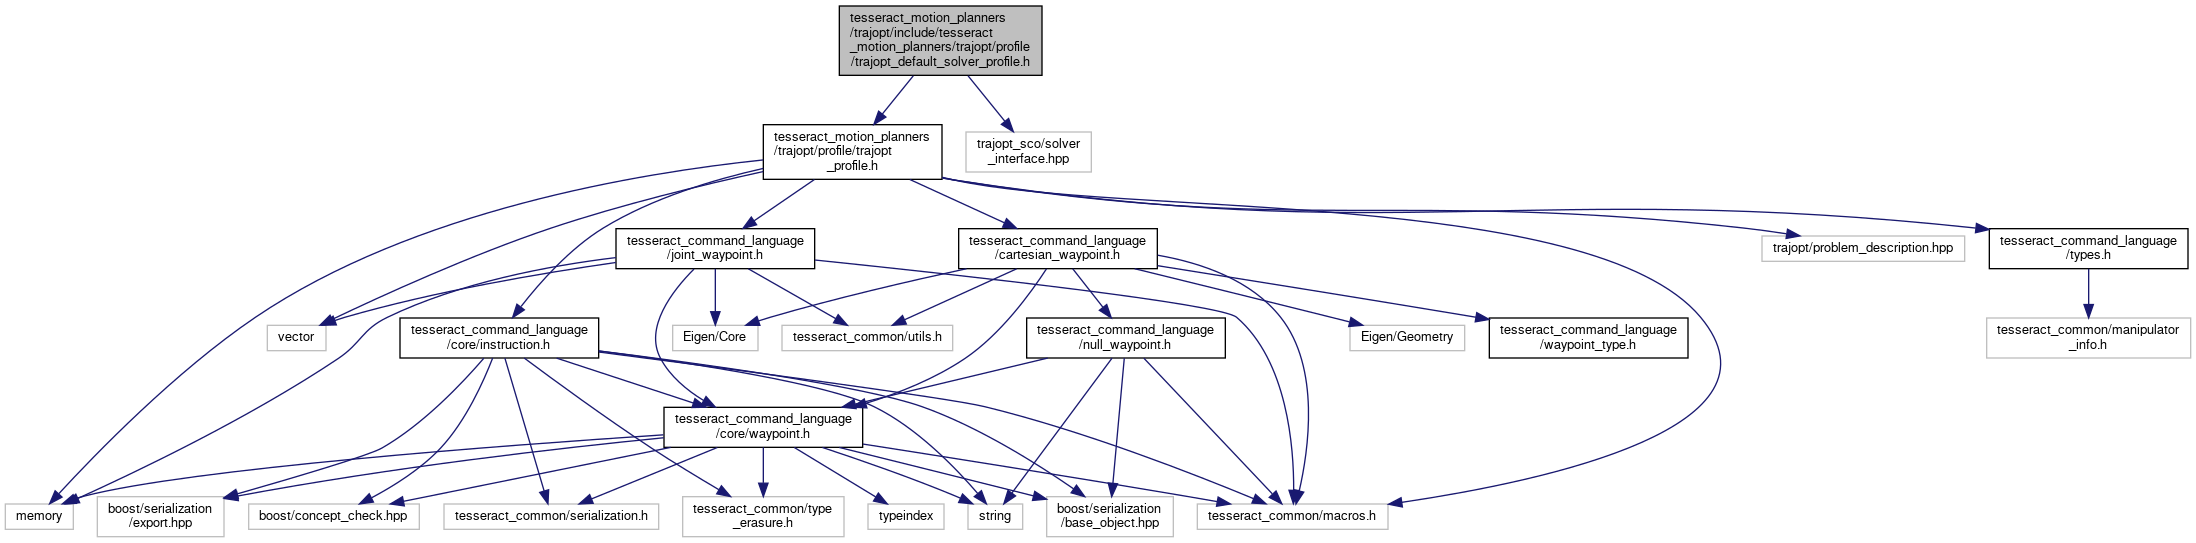 tesseract_motion_planners
/trajopt/include/tesseract
_motion_planners/trajopt/profile
/trajopt_default_solver_profile.h
tesseract_motion_planners
/trajopt/profile/trajopt
_profile.h
trajopt_sco/solver
_interface.hpp
tesseract_command_language
/joint_waypoint.h
tesseract_command_language
/cartesian_waypoint.h
trajopt/problem_description.hpp
tesseract_command_language
/types.h
vector
tesseract_command_language
/core/instruction.h
Eigen/Core
tesseract_common/utils.h
tesseract_command_language
/null_waypoint.h
Eigen/Geometry
tesseract_command_language
/waypoint_type.h
tesseract_common/manipulator
_info.h
tesseract_command_language
/core/waypoint.h
memory
boost/serialization
/export.hpp
boost/concept_check.hpp
tesseract_common/serialization.h
tesseract_common/type
_erasure.h
typeindex
string
boost/serialization
/base_object.hpp
tesseract_common/macros.h